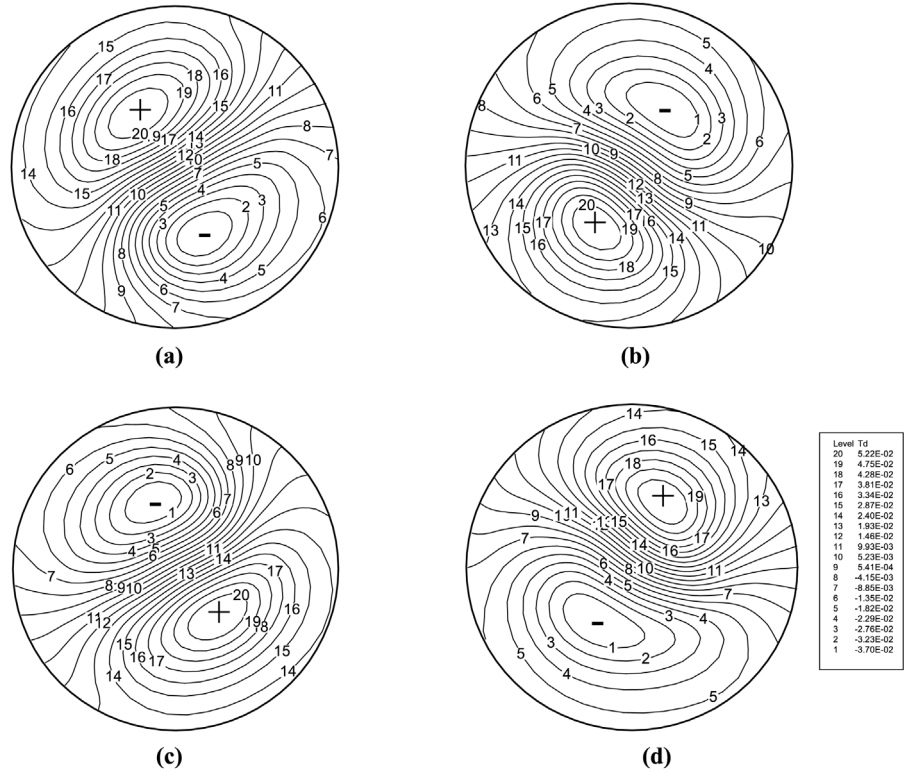 15
17 18 16 11
19
16 + 15
20 9 17 14 8
18 12 7
14 15 7 5
10 4
11 5 2 3
3 - 6
8
4 5
9 6
7
(a)
5
4
5 6 4 3 - 1 3
8 2 2 6
7
10 9
11 8 5
12
14 20 13 9
13 15 17 + 17 16 11
16 19 14 10
18 15
(b)
6 5 4 8 9 10
2 3
- 1 7
6
3
4 5 11
6 14
7 8 9 10 13 17
11 12 20 16
+ 19
15
16 17 15
14 14
(c)
14
16 15 14
18
17 + 19 13
9 11 15
7 14 16 17
6 8 10 11
4 5 7
- 3 4
3 1 2
5 4
5
(d)
Level Td
20 5.22E-02
19 4.75E-02
18 4.28E-02
17 3.81E-02
16 3.34E-02
15 2.87E-02
14 2.40E-02
13 1.93E-02
12 1.46E-02
11 9.93E-03
10 5.23E-03
9 5.41E-04
8 -4.15E-03
7 -8.85E-03
6 -1.35E-02
5 -1.82E-02
4 -2.29E-02
3 -2.76E-02
2 -3.23E-02
1 -3.70E-02